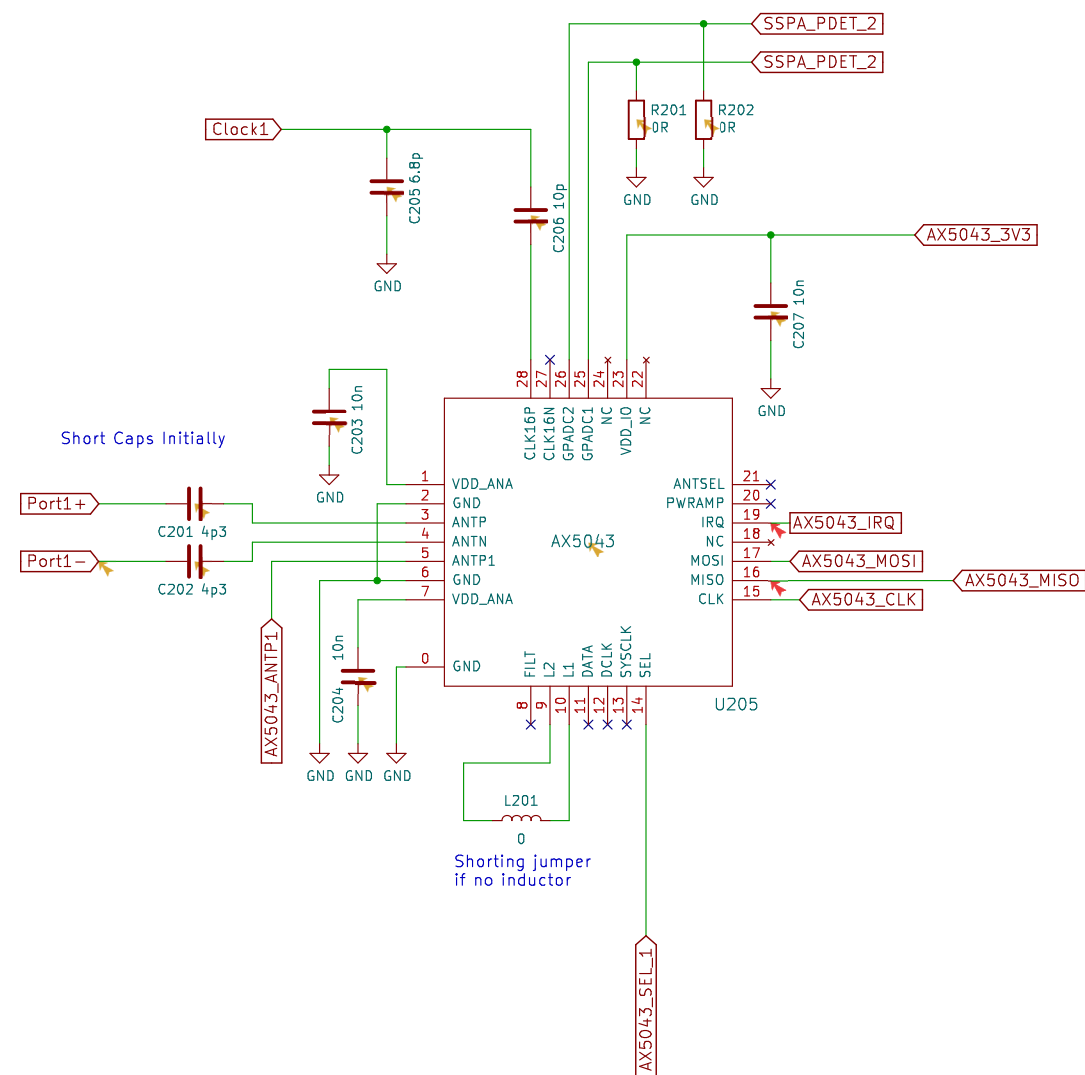 SSPA_PDET_2
SSPA_PDET_2
R201
0R
R202
0R
GND
GND
Clock1
C205 6.8p
GND
C206 10p
AX5043_3V3
C207 10n
GND
28
27
26
25
24
23
22
CLK16P
CLK16N
GPADC2
GPADC1
NC
VDD_IO
NC
C203 10n
GND
Short Caps Initially
Port1+
C201 4p3
Port1-
C202 4p3
1
VDD_ANA
2
GND
3
ANTP
4
ANTN
5
ANTP1
6
GND
7
VDD_ANA
0
GND
AX5043
ANTSEL
21
PWRAMP
20
IRQ
19
AX5043_IRQ
NC
18
MOSI
17
AX5043_MOSI
MISO
16
AX5043_MISO
CLK
15
AX5043_CLK
AX5043_ANTP1
C204 10n
GND
GND
GND
FILT
L2
L1
DATA
DCLK
SYSCLK
SEL
8
9
10
11
12
13
14
U205
L201
0
Shorting jumper
if no inductor
AX5043_SEL_1